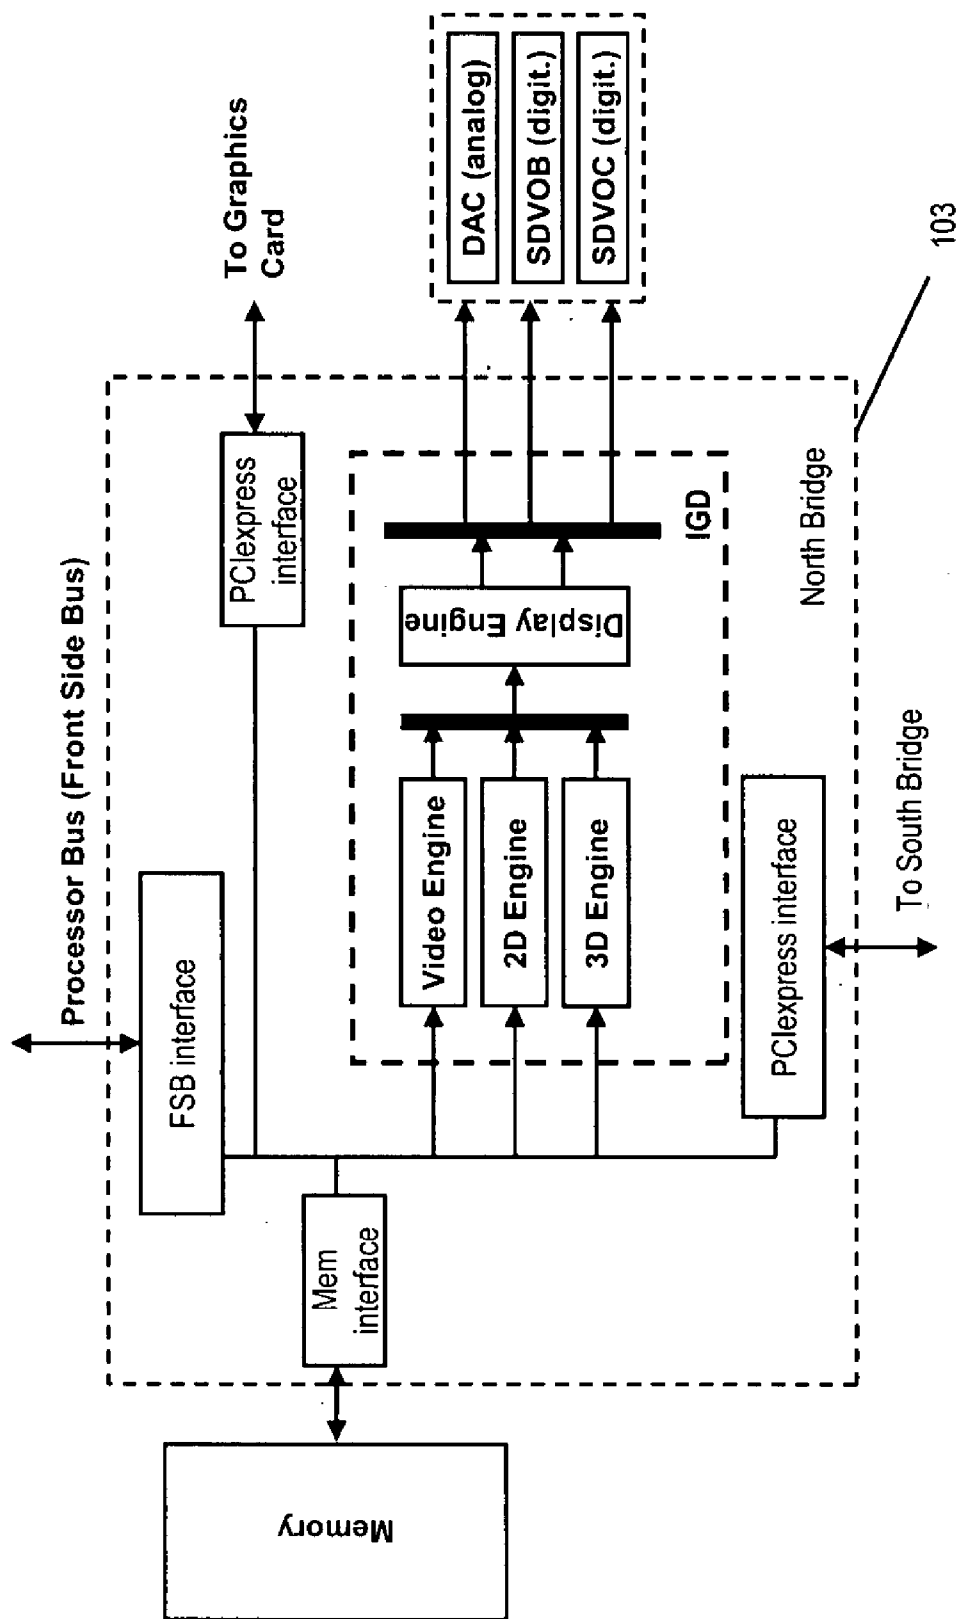 Processor Bus (Front Side Bus)
To Graphics
Card
FSB interface
PCIexpress
interface
Mem
interface
Memory
Video Engine
2D Engine
3D Engine
Display Engine
IGD
DAC (analog)
SDVOB (digit.)
SDVOC (digit.)
PCIexpress interface
North Bridge
To South Bridge
103